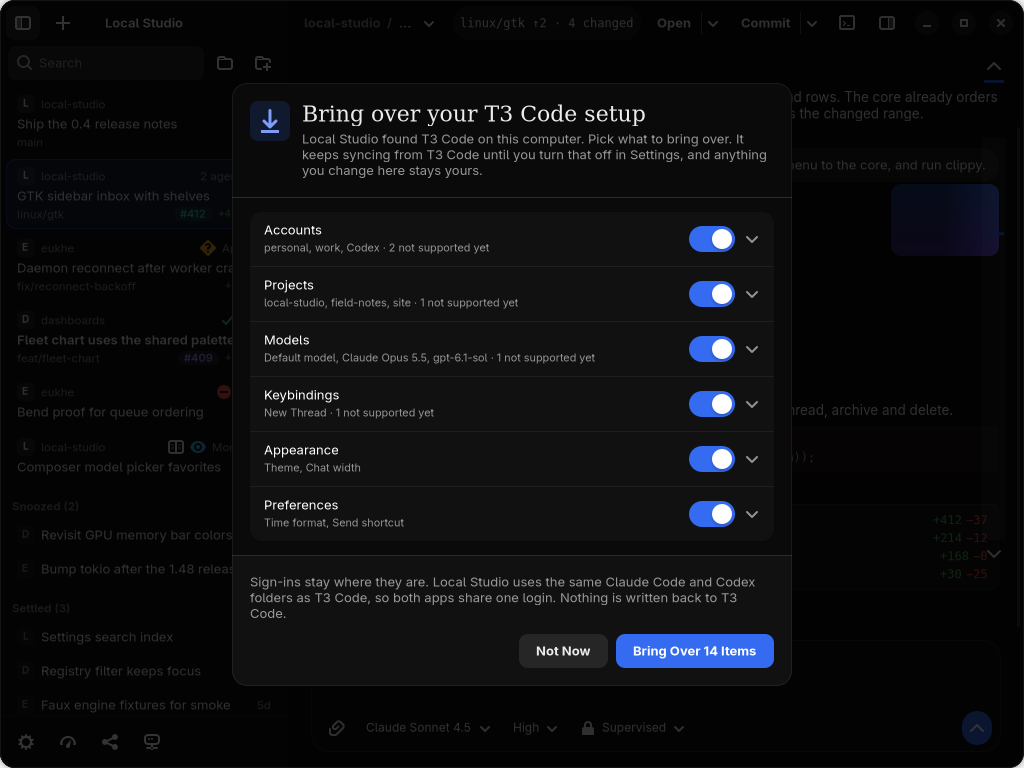 Local Studio
local-studio / ...
linux/gtk ↑2 · 4 changed
Open
Commit
Search
L local-studio
Ship the 0.4 release notes
main
L local-studio 2 age
GTK sidebar inbox with shelves
linux/gtk #412 +4
E eukhe
Daemon reconnect after worker cra
fix/reconnect-backoff
D dashboards
Fleet chart uses the shared palette
feat/fleet-chart #409 +
E eukhe
Bend proof for queue ordering
L local-studio Mo
Composer model picker favorites
Snoozed (2)
D Revisit GPU memory bar colors
D Bump tokio after the 1.48 relea
Settled (3)
L Settings search index
D Registry filter keeps focus
E Faux engine fixtures for smoke 5d
d rows. The core already orders
s the changed range.
enu to the core, and run clippy.
hread, archive and delete.
));
+412 −37
+214 −12
+168 −0
+30 −25
Claude Sonnet 4.5
High
Supervised
Bring over your T3 Code setup
Local Studio found T3 Code on this computer. Pick what to bring over. It
keeps syncing from T3 Code until you turn that off in Settings, and anything
you change here stays yours.
Accounts
personal, work, Codex · 2 not supported yet
Projects
local-studio, field-notes, site · 1 not supported yet
Models
Default model, Claude Opus 5.5, gpt-6.1-sol · 1 not supported yet
Keybindings
New Thread · 1 not supported yet
Appearance
Theme, Chat width
Preferences
Time format, Send shortcut
Sign-ins stay where they are. Local Studio uses the same Claude Code and Codex
folders as T3 Code, so both apps share one login. Nothing is written back to T3
Code.
Not Now
Bring Over 14 Items